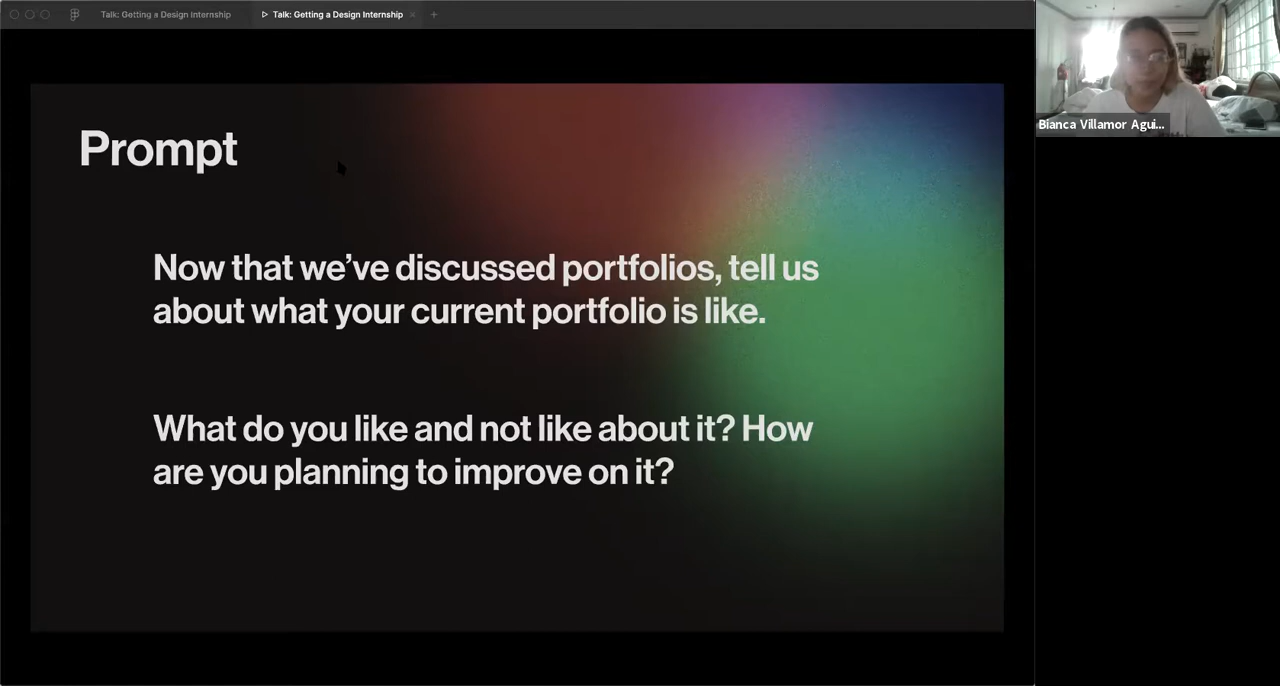 Talk: Getting a Design Internship
Talk: Getting a Design Internship
Bianca Villamor Agui...
Prompt
Now that we've discussed portfolios, tell us
about what your current portfolio is like.
What do you like and not like about it? How
are you planning to improve on it?